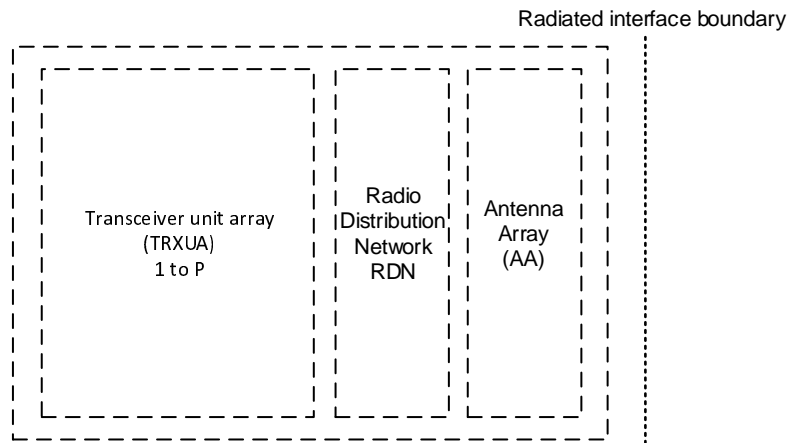 Radiated interface boundary
Transceiver unit array
(TRXUA)
1 to P
Radio
Distribution
Network
RDN
Antenna
Array
(AA)